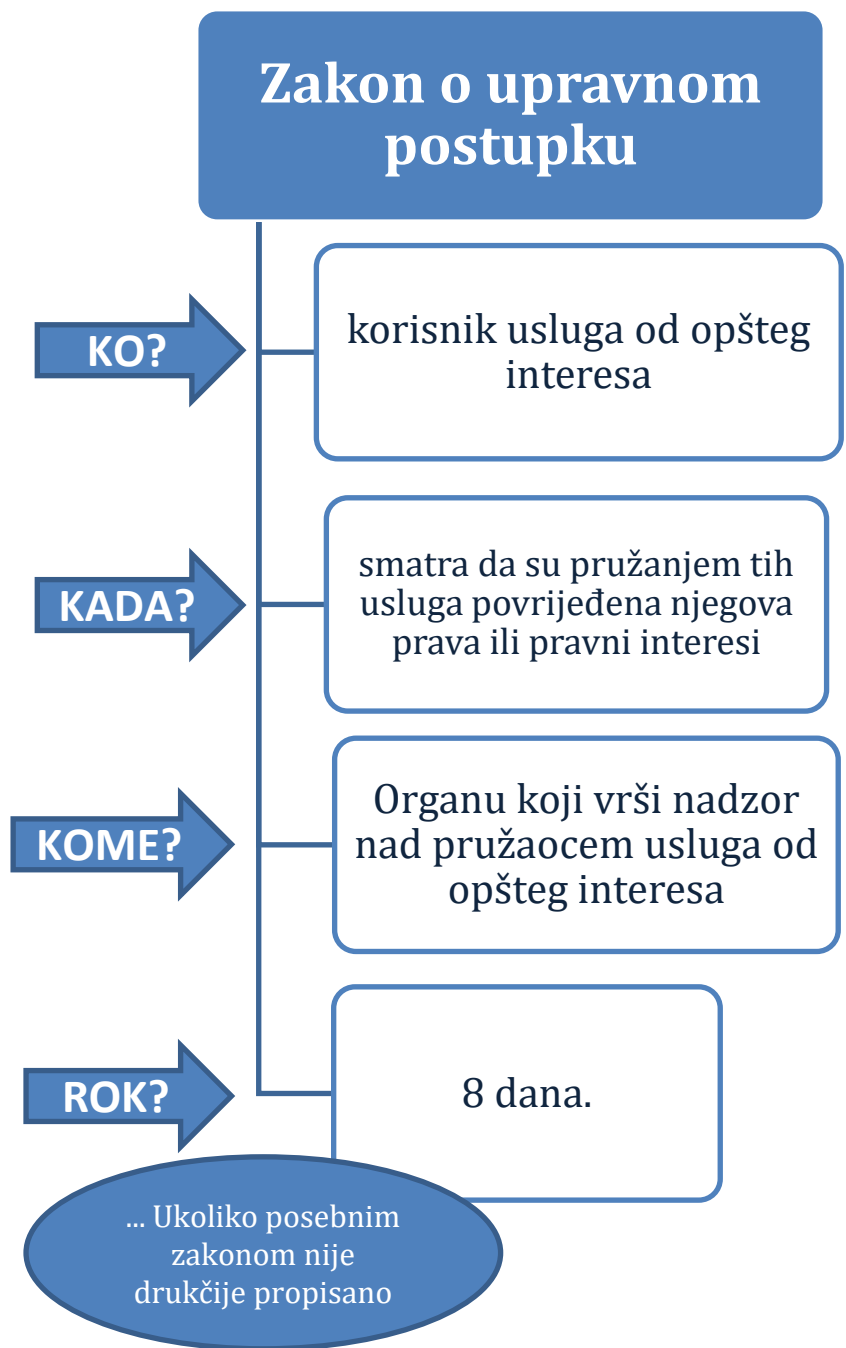 Zakon o upravnom
postupku
KO?
korisnik usluga od opšteg
interesa
KADA?
smatra da su pružanjem tih
usluga povrijeđena njegova
prava ili pravni interesi
KOME?
Organu koji vrši nadzor
nad pružaocem usluga od
opšteg interesa
ROK?
8 dana.
... Ukoliko posebnim
zakonom nije
drukčije propisano